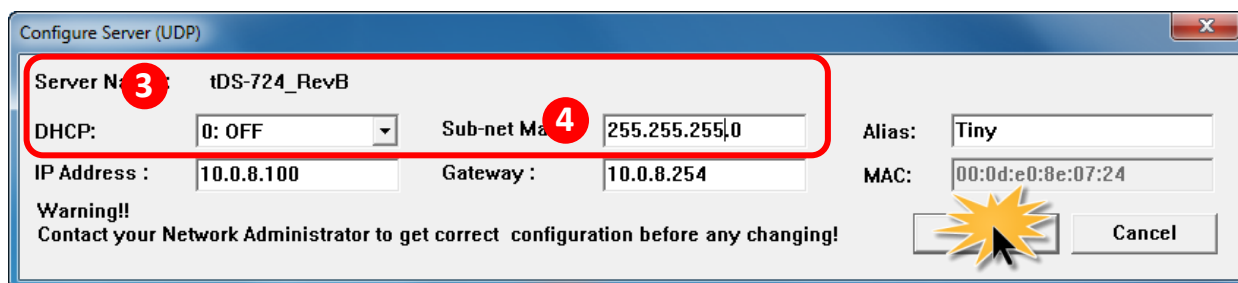 Configure Server (UDP)
Server Na : tDS-724_RevB
3
DHCP: 0: OFF Sub-net Ma 255.255.255.0 Alias: Tiny
4
IP Address : 10.0.8.100 Gateway : 10.0.8.254 MAC: 00:0d:e0:8e:07:24
Warning!!
Contact your Network Administrator to get correct configuration before any changing!
Cancel